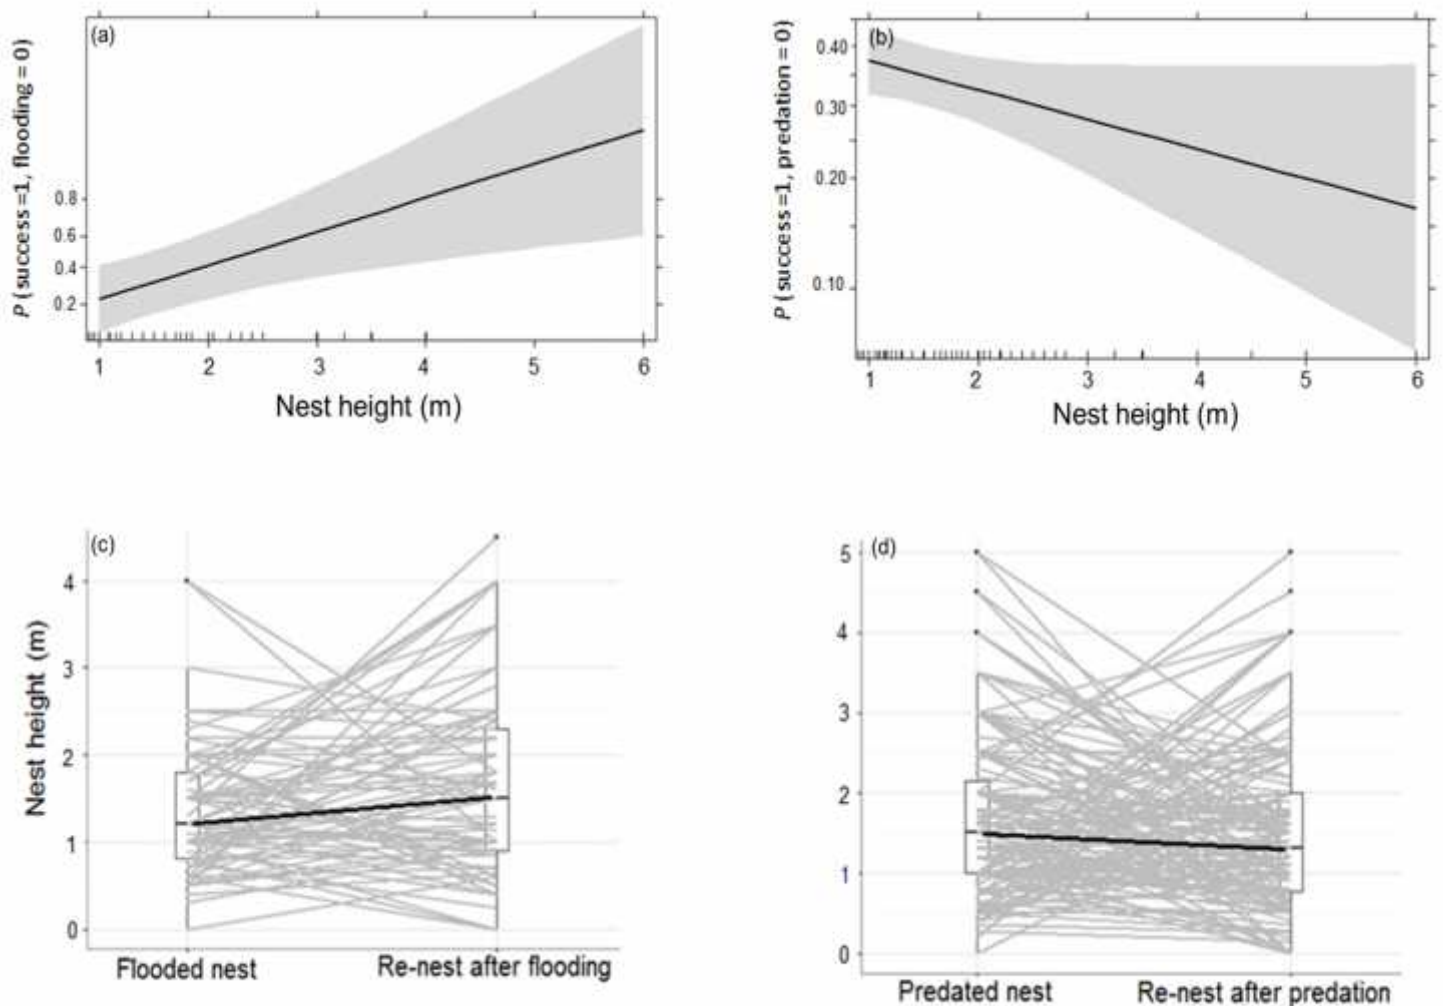 (a)
P (success =1, flooding = 0)
0.8
0.6
0.4
0.2
1 2 3 4 5 6
Nest height (m)
(b)
P (success =1, predation = 0)
0.40
0.30
0.20
0.10
1 2 3 4 5 6
Nest height (m)
(c)
Nest height (m)
4
3
2
1
0
Flooded nest Re-nest after flooding
(d)
5
4
3
2
1
0
Predated nest Re-nest after predation